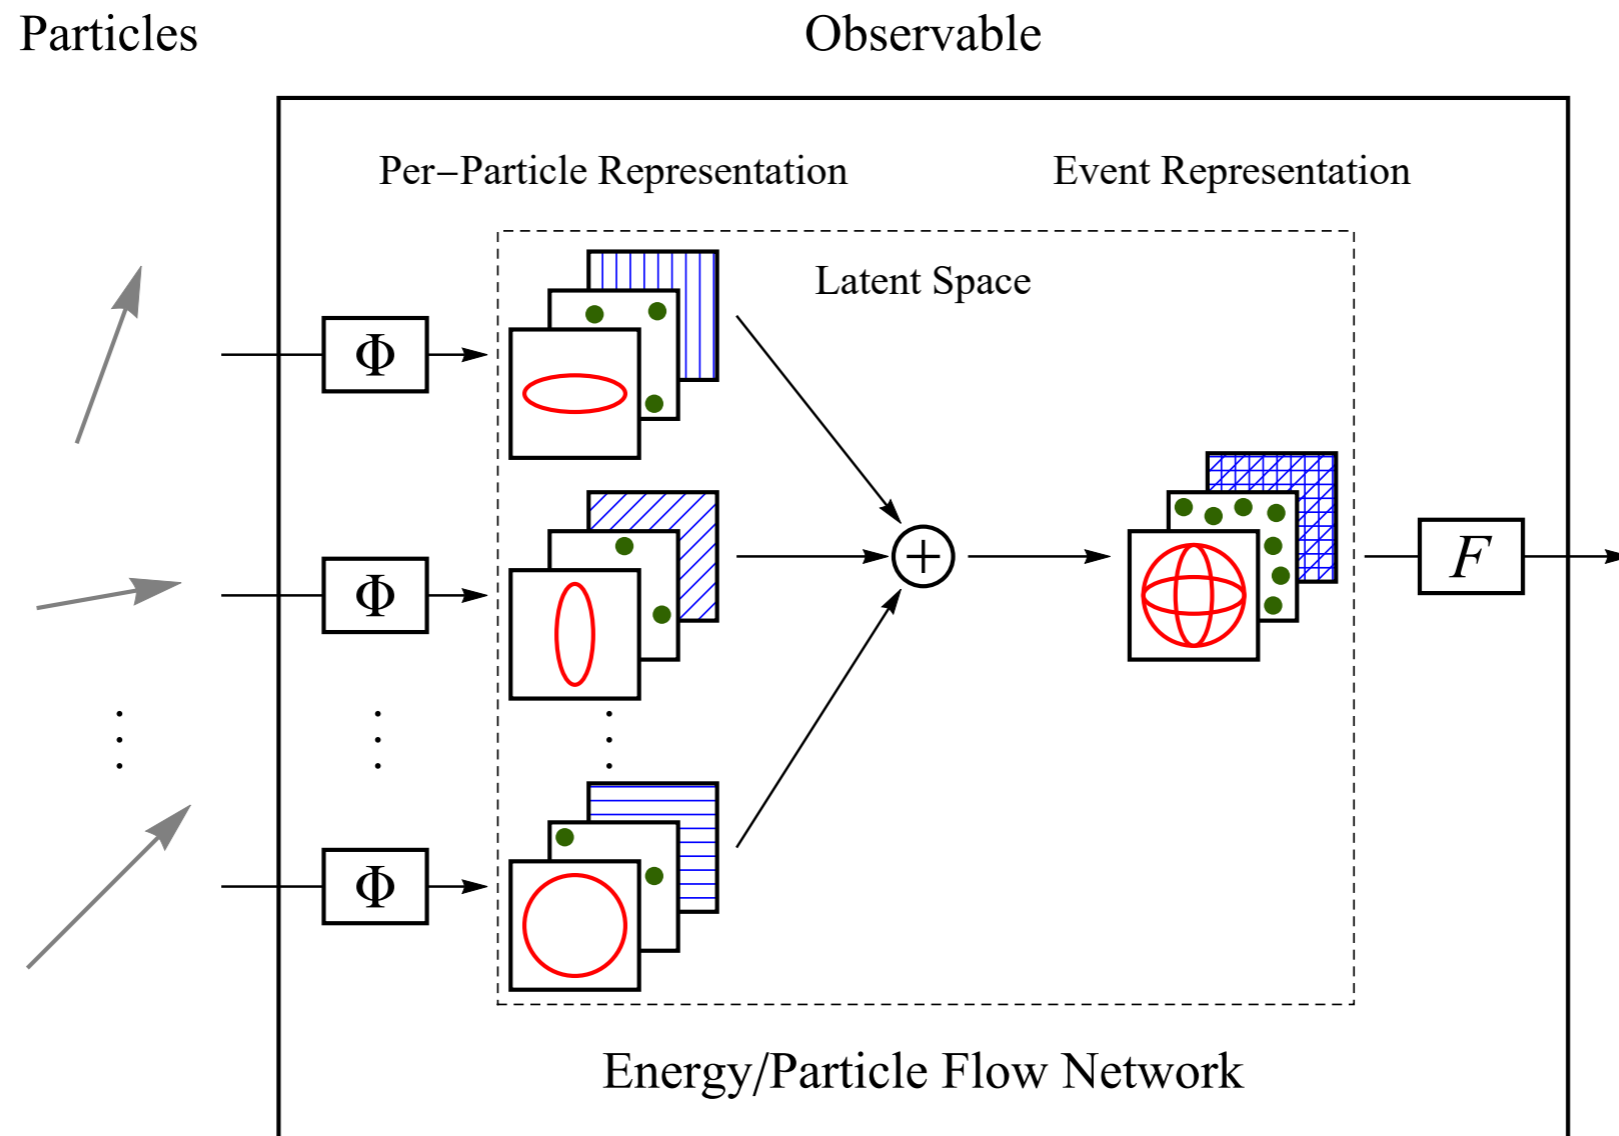 Particles
Observable
Per−Particle Representation
Event Representation
Latent Space
Φ
Φ
+
F
Φ
Energy/Particle Flow Network